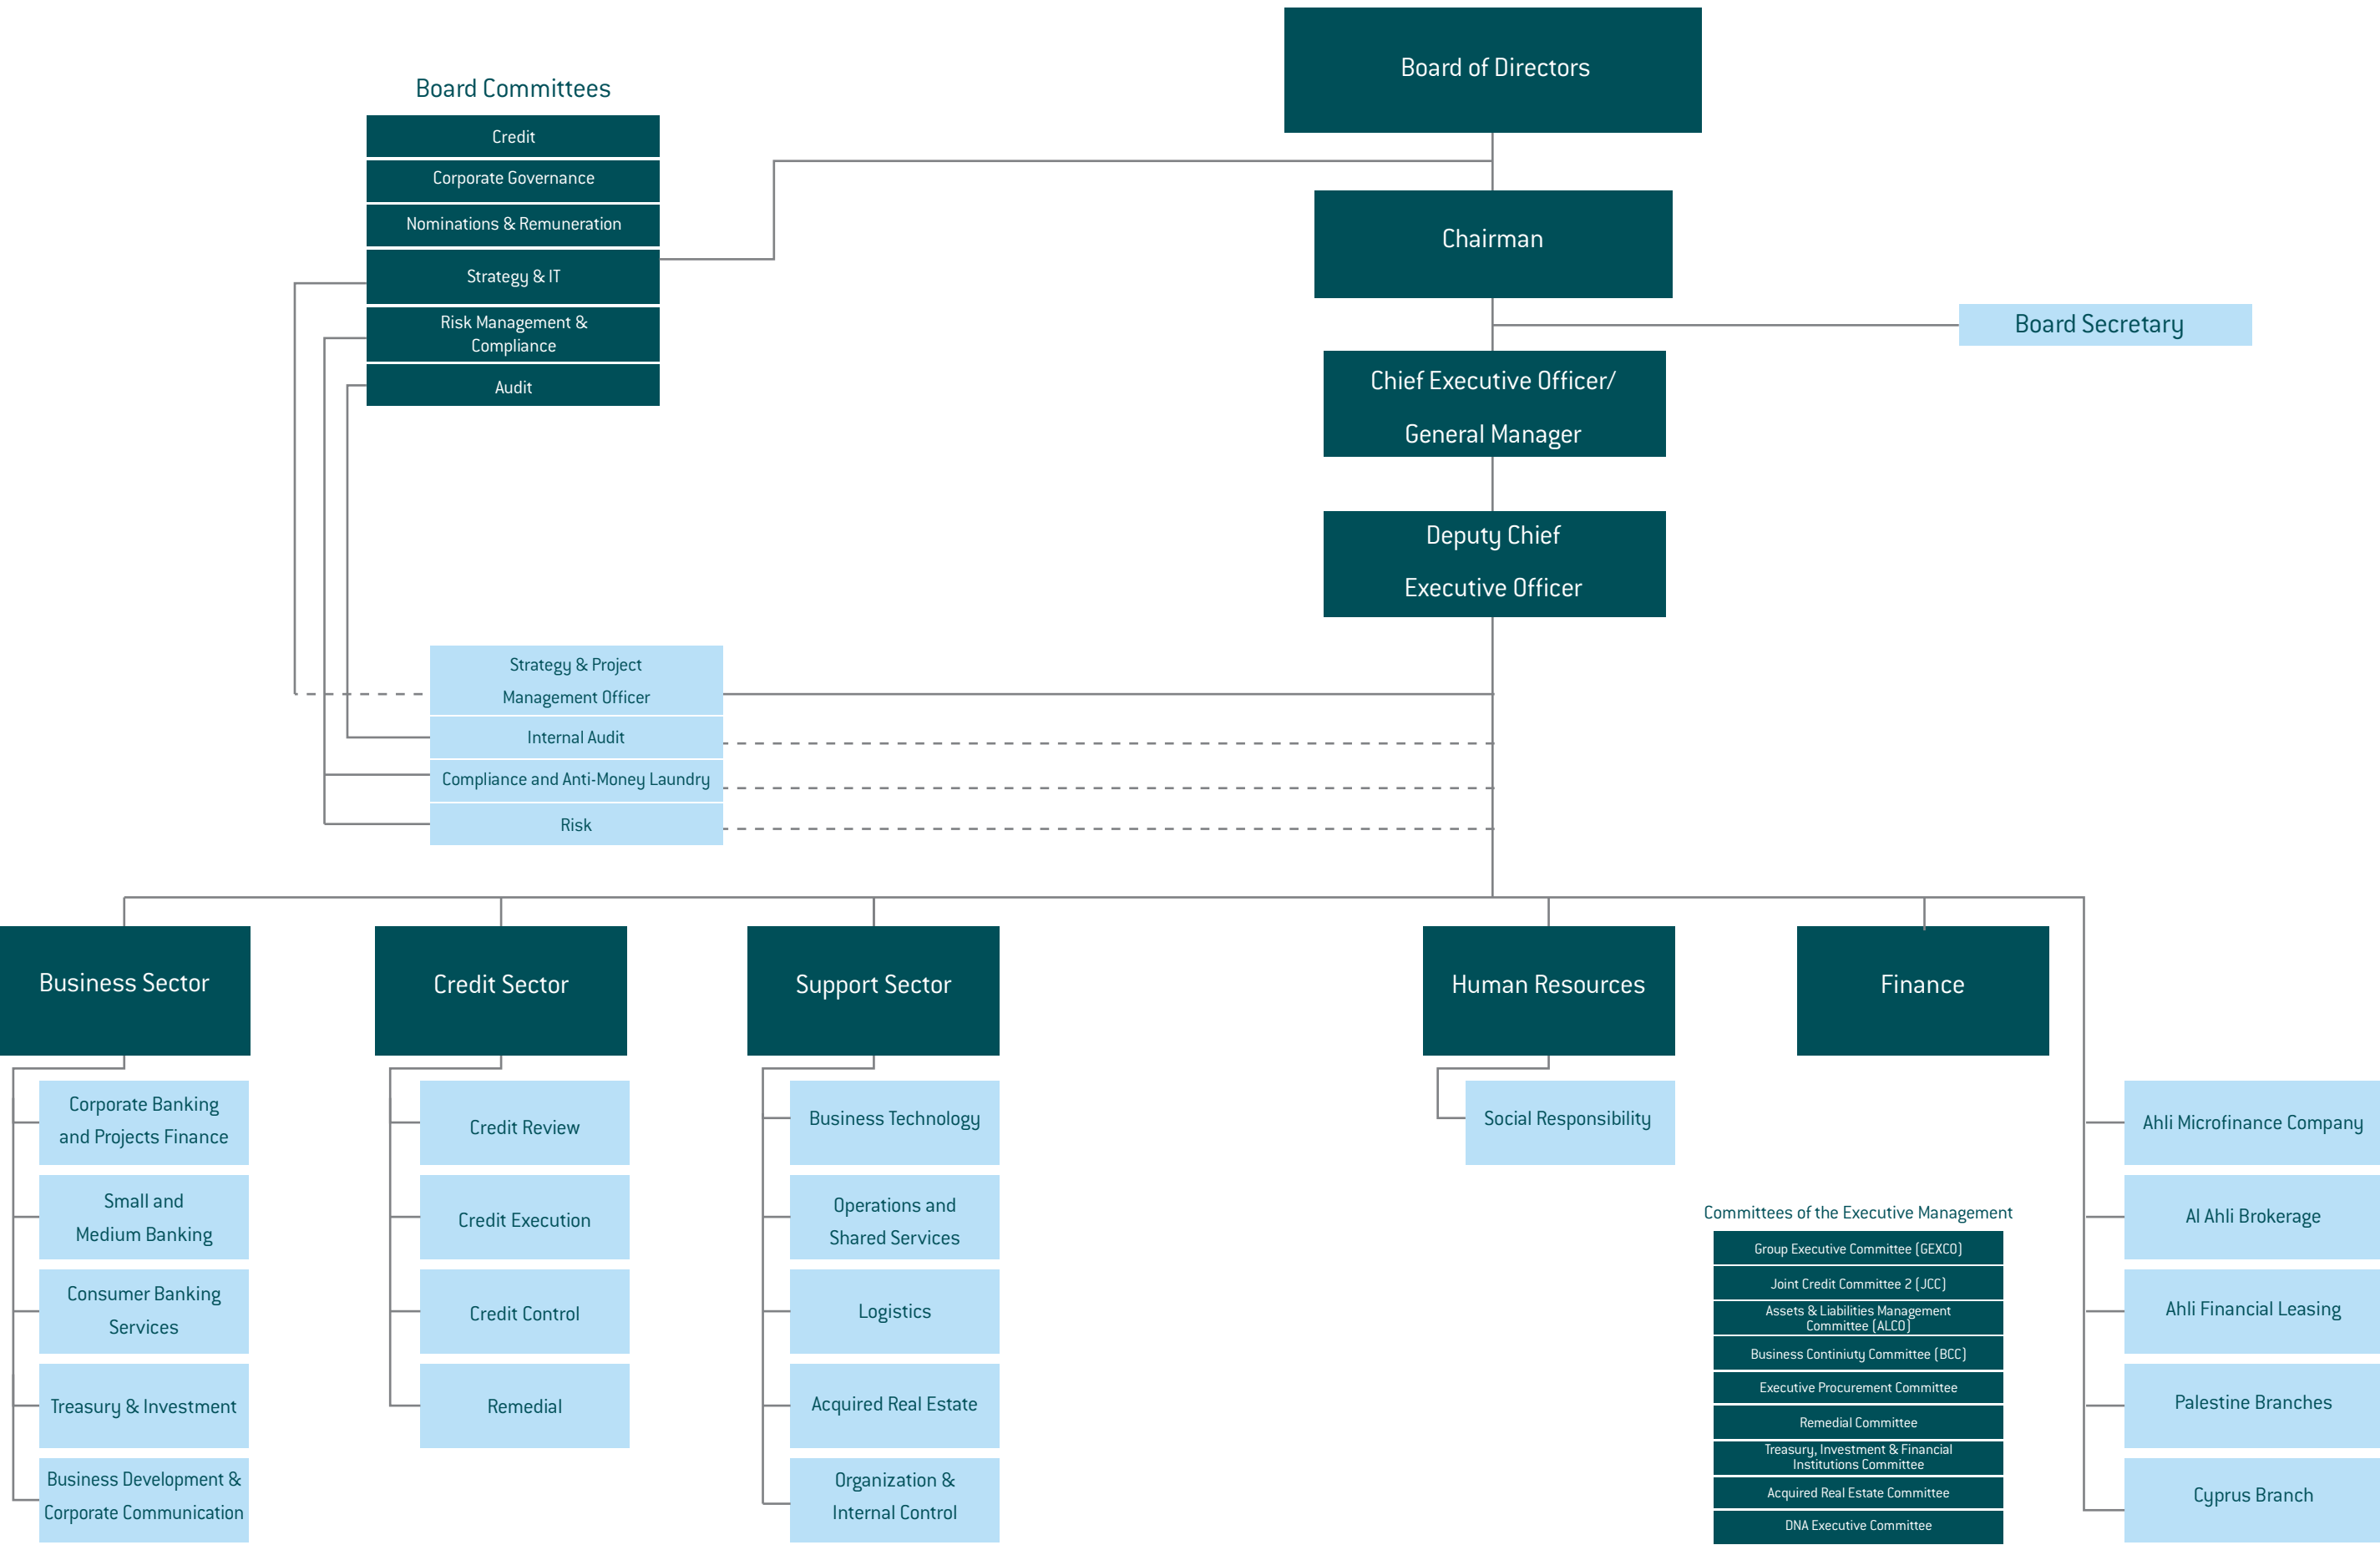 Board of Directors
Board Committees
Credit
Corporate Governance
Nominations & Remuneration
Strategy & IT
Risk Management &
Compliance
Audit
Chairman
Board Secretary
Chief Executive Officer/
General Manager
Deputy Chief
Executive Officer
Strategy & Project
Management Officer
Internal Audit
Compliance and Anti-Money Laundry
Risk
Business Sector
Credit Sector
Support Sector
Human Resources
Finance
Corporate Banking
and Projects Finance
Small and
Medium Banking
Consumer Banking
Services
Treasury & Investment
Business Development &
Corporate Communication
Credit Review
Credit Execution
Credit Control
Remedial
Business Technology
Operations and
Shared Services
Logistics
Acquired Real Estate
Organization &
Internal Control
Social Responsibility
Committees of the Executive Management
Group Executive Committee (GEXCO)
Joint Credit Committee 2 (JCC)
Assets & Liabilities Management
Committee (ALCO)
Business Continiuty Committee (BCC)
Executive Procurement Committee
Remedial Committee
Treasury, Investment & Financial
Institutions Committee
Acquired Real Estate Committee
DNA Executive Committee
Ahli Microfinance Company
Al Ahli Brokerage
Ahli Financial Leasing
Palestine Branches
Cyprus Branch